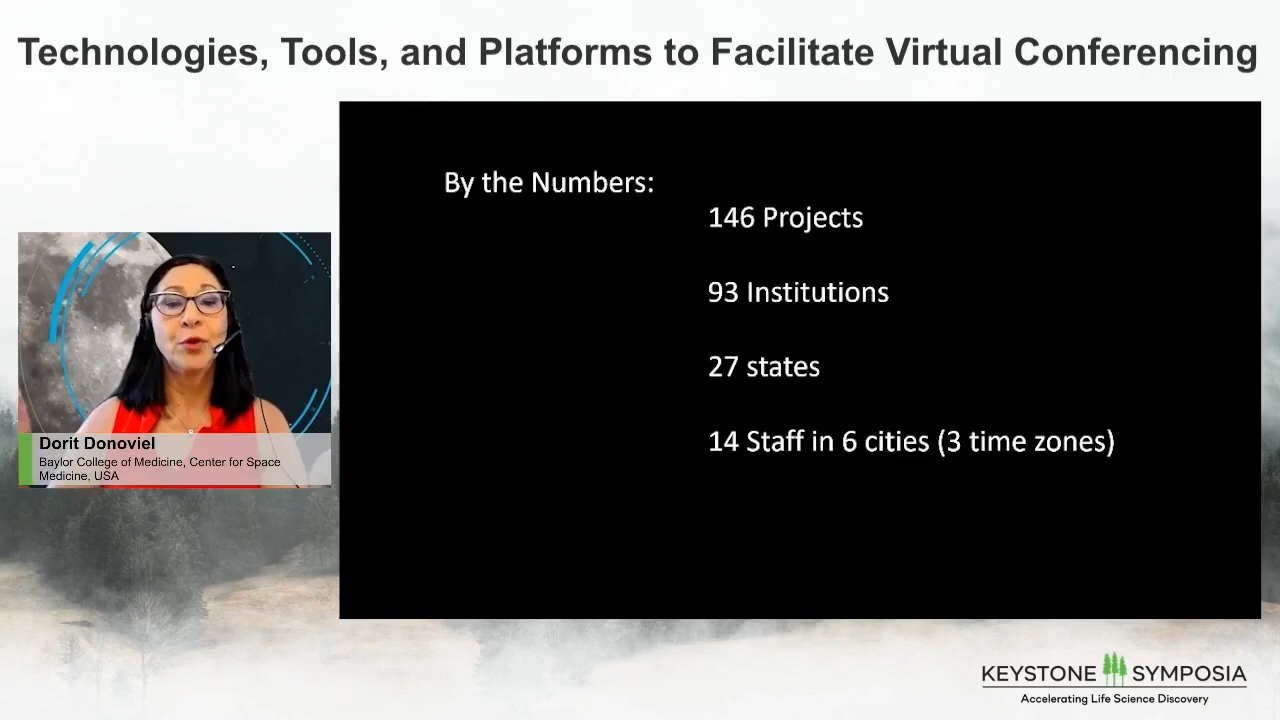 Technologies, Tools, and Platforms to Facilitate Virtual Conferencing
By the Numbers:
146 Projects
93 Institutions
27 states
14 Staff in 6 cities (3 time zones)
Dorit Donoviel
Baylor College of Medicine, Center for Space
Medicine, USA
KEYSTONE SYMPOSIA
Accelerating Life Science Discovery